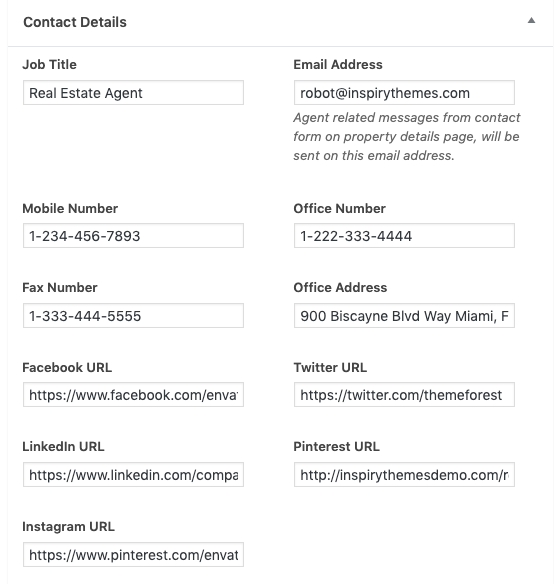 Contact Details
Job Title
Real Estate Agent
Email Address
robot@inspirythemes.com
Agent related messages from contact
form on property details page, will be
sent on this email address.
Mobile Number
1-234-456-7893
Office Number
1-222-333-4444
Fax Number
1-333-444-5555
Office Address
900 Biscayne Blvd Way Miami, F
Facebook URL
https://www.facebook.com/envat
Twitter URL
https://twitter.com/themeforest
LinkedIn URL
https://www.linkedin.com/compa
Pinterest URL
http://inspirythemesdemo.com/r
Instagram URL
https://www.pinterest.com/envat